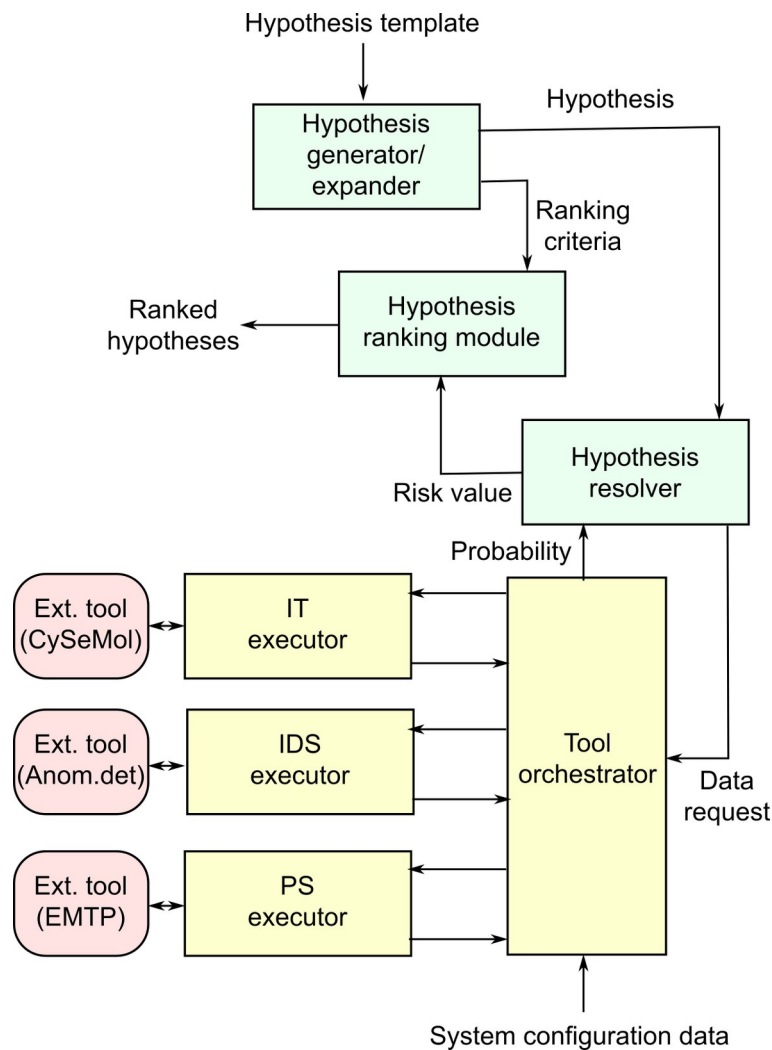 Hypothesis template
Hypothesis
generator/
expander
Hypothesis
Ranking
criteria
Ranked
hypotheses
Hypothesis
ranking module
Hypothesis
resolver
Risk value
Probability
Ext. tool
(CySeMol)
IT
executor
Ext. tool
(Anom.det)
IDS
executor
Tool
orchestrator
Data
request
Ext. tool
(EMTP)
PS
executor
System configuration data